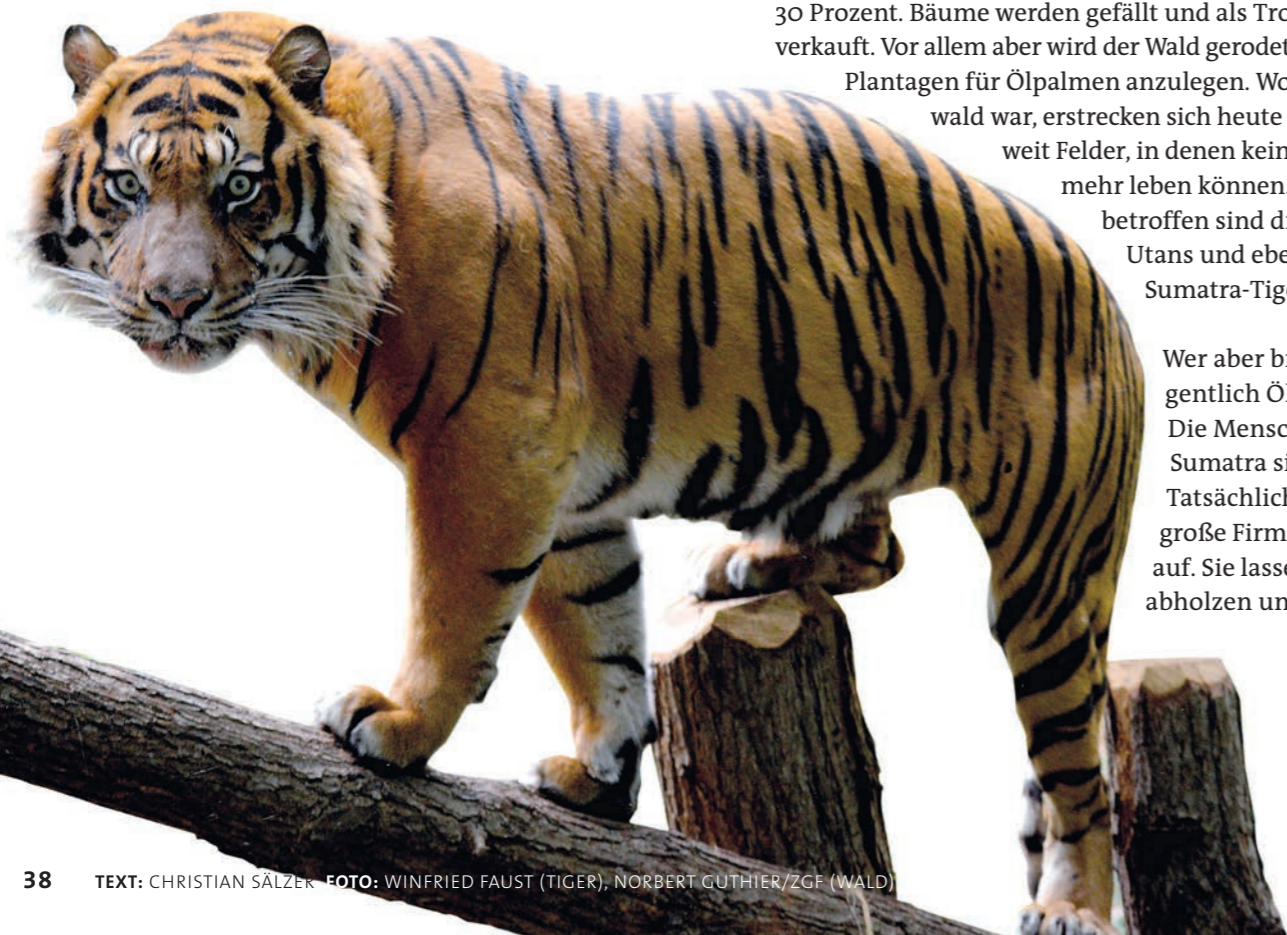 30 Prozent. Bäume werden gefällt und als Tro
verkauft. Vor allem aber wird der Wald gerodet
Plantagen für Ölpalmen anzulegen. Wo
wald war, erstrecken sich heute
weit Felder, in denen kein
mehr leben können.
betroffen sind d
Utans und ebe
Sumatra-Tig
Wer aber b
gentlich Öl
Die Mensc
Sumatra si
Tatsächlich
große Firm
auf. Sie lasse
abholzen un
38 TEXT: CHRISTIAN SÄLZER FOTO: WINFRIED FAUST (TIGER), NORBERT GUTHIER/ZGF (WALD)